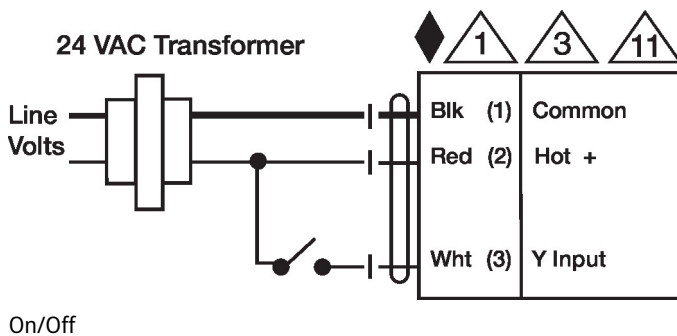 24 VAC Transformer
1 3 11
Line
Volts
Blk (1) Common
Red (2) Hot +
Wht (3) Y Input
On/Off